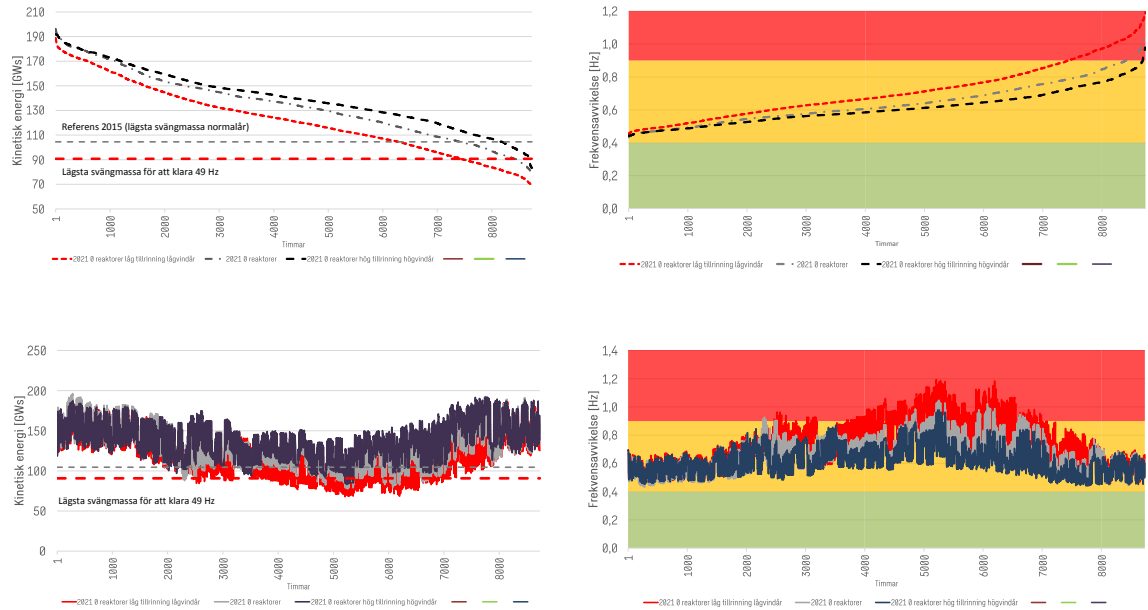 Kinetisk energi [GWs]
210
190
170
150
130
110
90
70
50
Referens 2015 (lägsta svängmassa normalår)
Lägsta svängmassa för att klara 49 Hz
1
1000
2000
3000
4000
5000
6000
7000
8000
Timmar
2021 0 reaktorer låg tillrinning lågvindår
2021 0 reaktorer
2021 0 reaktorer hög tillrinning högvindår
Frekvensavvikelse [Hz]
1,2
1,0
0,8
0,6
0,4
0,2
0,0
1
1000
2000
3000
4000
5000
6000
7000
8000
Timmar
2021 0 reaktorer låg tillrinning lågvindår
2021 0 reaktorer
2021 0 reaktorer hög tillrinning högvindår
Kinetisk energi [GWs]
250
200
150
100
50
0
Lägsta svängmassa för att klara 49 Hz
1
1000
2000
3000
4000
5000
6000
7000
8000
Timmar
2021 0 reaktorer låg tillrinning lågvindår
2021 0 reaktorer
2021 0 reaktorer hög tillrinning högvindår
Frekvensavvikelse [Hz]
1,4
1,2
1,0
0,8
0,6
0,4
0,2
0,0
1
1000
2000
3000
4000
5000
6000
7000
8000
Timmar
2021 0 reaktorer låg tillrinning lågvindår
2021 0 reaktorer
2021 0 reaktorer hög tillrinning högvindår